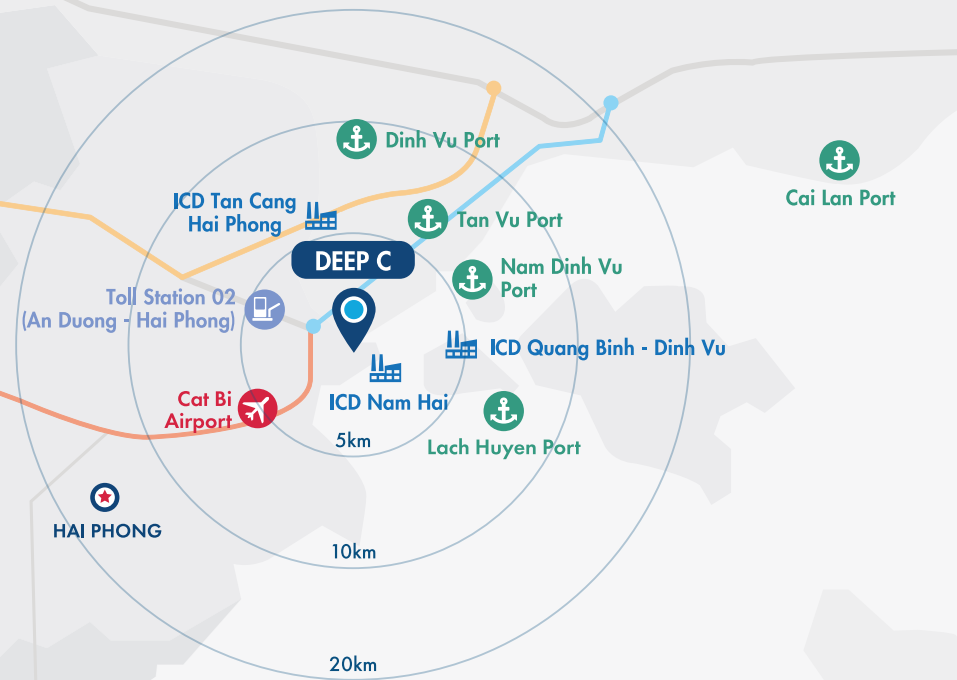 Dinh Vu Port
Cai Lan Port
ICD Tan Cang
Hai Phong
Tan Vu Port
DEEP C
Nam Dinh Vu
Port
Toll Station 02
(An Duong - Hai Phong)
ICD Quang Binh - Dinh Vu
Cat Bi
Airport
ICD Nam Hai
5km
Lach Huyen Port
HAI PHONG
10km
20km